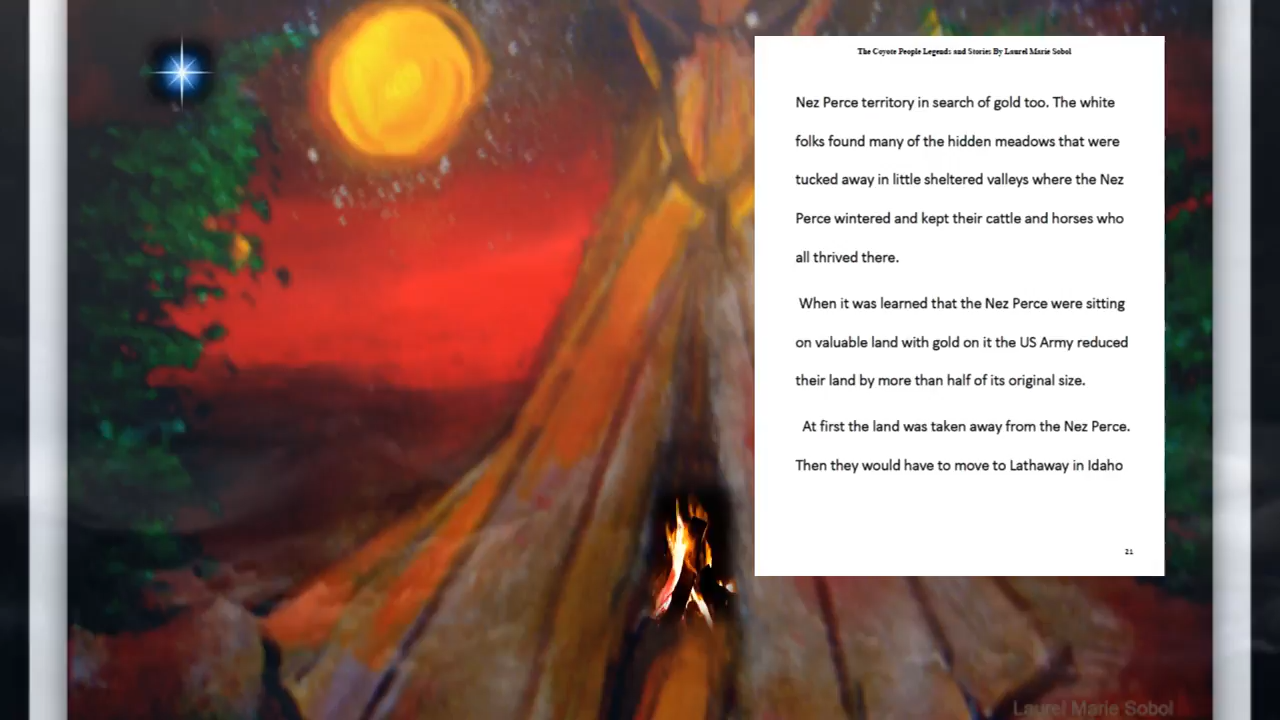 The Coyote People Legends and Stories By Laurel Marie Sobol
Nez Perce territory in search of gold too. The white
folks found many of the hidden meadows that were
tucked away in little sheltered valleys where the Nez
Perce wintered and kept their cattle and horses who
all thrived there.
When it was learned that the Nez Perce were sitting
on valuable land with gold on it the US Army reduced
their land by more than half of its original size.
At first the land was taken away from the Nez Perce.
Then they would have to move to Lathaway in Idaho
21
Laurel Marie Sobol